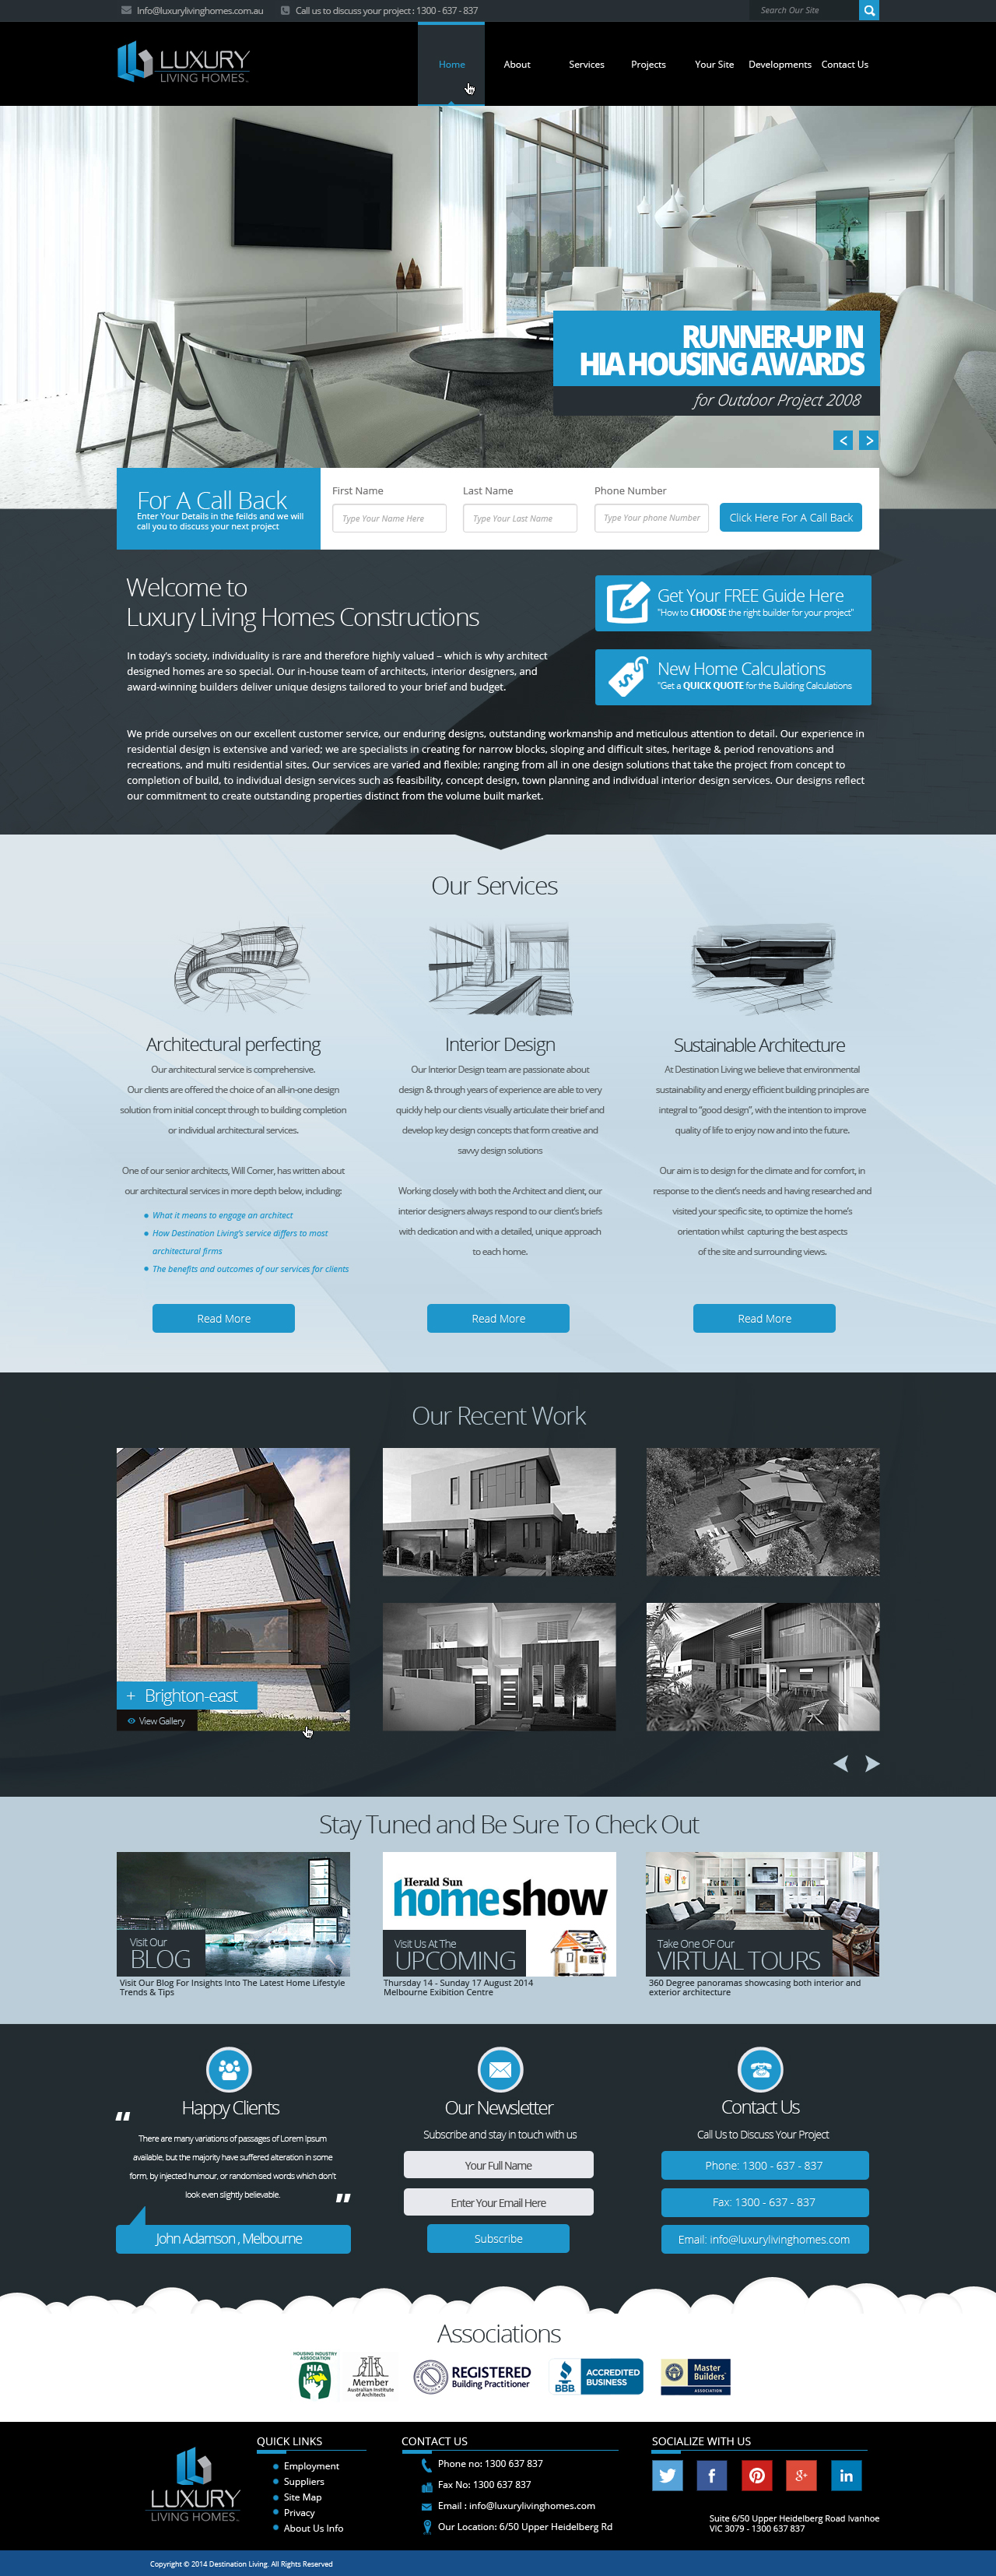 Info@luxurylivinghomes.com.au
Call us to discuss your project : 1300 - 637 - 837
Search Our Site
LUXURY
LIVING HOMES.
Home
About
Services
Projects
Your Site
Developments
Contact Us
RUNNER-UP IN
HIA HOUSING AWARDS
for Outdoor Project 2008
For A Call Back
Enter Your Details in the feilds and we will
call you to discuss your next project
First Name
Last Name
Phone Number
Type Your Name Here
Type Your Last Name
Type Your phone Number
Click Here For A Call Back
Welcome to
Luxury Living Homes Constructions
In today's society, individuality is rare and therefore highly valued – which is why architect
designed homes are so special. Our in-house team of architects, interior designers, and
award-winning builders deliver unique designs tailored to your brief and budget.
Get Your FREE Guide Here
"How to CHOOSE the right builder for your project"
New Home Calculations
"Get a QUICK QUOTE for the Building Calculations
We pride ourselves on our excellent customer service, our enduring designs, outstanding workmanship and meticulous attention to detail. Our experience in
residential design is extensive and varied; we are specialists in creating for narrow blocks, sloping and difficult sites, heritage & period renovations and
recreations, and multi residential sites. Our services are varied and flexible; ranging from all in one design solutions that take the project from concept to
completion of build, to individual design services such as feasibility, concept design, town planning and individual interior design services. Our designs reflect
our commitment to create outstanding properties distinct from the volume built market.
Our Services
Architectural perfecting
Our architectural service is comprehensive.
Our clients are offered the choice of an all-in-one design
solution from initial concept through to building completion
or individual architectural services.
One of our senior architects, Will Corner, has written about
our architectural services in more depth below, including:
What it means to engage an architect
How Destination Living's service differs to most
architectural firms
The benefits and outcomes of our services for clients
Read More
Interior Design
Our Interior Design team are passionate about
design & through years of experience are able to very
quickly help our clients visually articulate their brief and
develop key design concepts that form creative and
savvy design solutions
Working closely with both the Architect and client, our
interior designers always respond to our client's briefs
with dedication and with a detailed, unique approach
to each home.
Read More
Sustainable Architecture
At Destination Living we believe that environmental
sustainability and energy efficient building principles are
integral to "good design", with the intention to improve
quality of life to enjoy now and into the future.
Our aim is to design for the climate and for comfort, in
response to the client's needs and having researched and
visited your specific site, to optimize the home's
orientation whilst capturing the best aspects
of the site and surrounding views.
Read More
Our Recent Work
+ Brighton-east
View Gallery
Stay Tuned and Be Sure To Check Out
Visit Our
BLOG
Visit Our Blog For Insights Into The Latest Home Lifestyle
Trends & Tips
Herald Sun
homeshow
Visit Us At The
UPCOMING
Thursday 14 - Sunday 17 August 2014
Melbourne Exibition Centre
Take One OF Our
VIRTUAL TOURS
360 Degree panoramas showcasing both interior and
exterior architecture
Happy Clients
"
There are many variations of passages of Lorem Ipsum
available, but the majority have suffered alteration in some
form, by injected humour, or randomised words which don't
look even slightly believable.
"
John Adamson , Melbourne
Our Newsletter
Subscribe and stay in touch with us
Your Full Name
Enter Your Email Here
Subscribe
Contact Us
Call Us to Discuss Your Project
Phone: 1300 - 637 - 837
Fax: 1300 - 637 - 837
Email: info@luxurylivinghomes.com
Associations
HOUSING INDUSTRY
ASSOCIATION
HIA
Member
Australian Institute
of Architects
REGISTERED
Building Practitioner
BBB
ACCREDITED
BUSINESS
Master
Builders
ASSOCIATION
LUXURY
LIVING HOMES.
QUICK LINKS
Employment
Suppliers
Site Map
Privacy
About Us Info
CONTACT US
Phone no: 1300 637 837
Fax No: 1300 637 837
Email : info@luxurylivinghomes.com
Our Location: 6/50 Upper Heidelberg Rd
SOCIALIZE WITH US
f
g+
in
Suite 6/50 Upper Heidelberg Road Ivanhoe
VIC 3079 - 1300 637 837
Copyright © 2014 Destination Living. All Rights Reserved